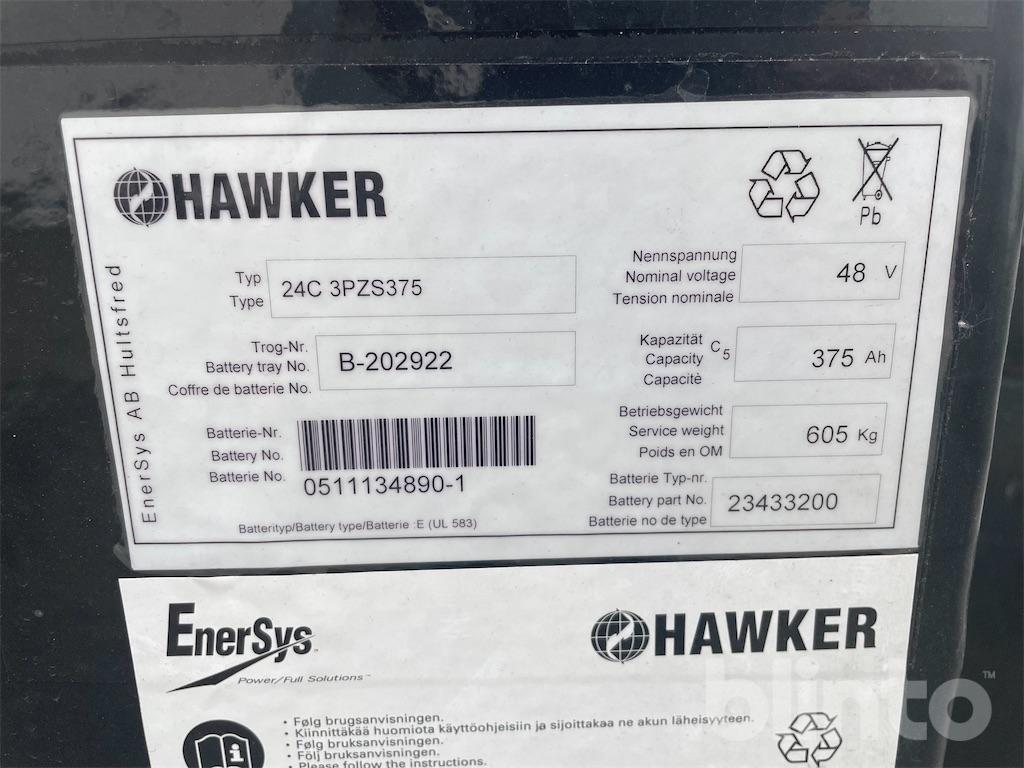 HAWKER
Pb
EnerSys AB Hultsfred
Typ
Type
24C 3PZS375
Trog-Nr.
Battery tray No.
Coffre de batterie No.
B-202922
Batterie-Nr.
Battery No.
Batterie No.
0511134890-1
Batterityp/Battery type/Batterie :E (UL 583)
Nennspannung
Nominal voltage
Tension nominale
48 V
Kapazität
Capacity
Capacitè
C5
375 Ah
Betriebsgewicht
Service weight
Poids en OM
605 Kg
Batterie Typ-nr.
Battery part No.
Batterie no de type
23433200
EnerSys
Power/Full Solutions™
HAWKER
• Følg brugsanvisningen.
• Kiinnittäkää huomiota käyttöohjeisiin ja sijoittakaa ne akun läheisyyteen.
• Følg bruksanvisningen.
• Följ bruksanvisningen.
• Please follow the instructions.
blinto™